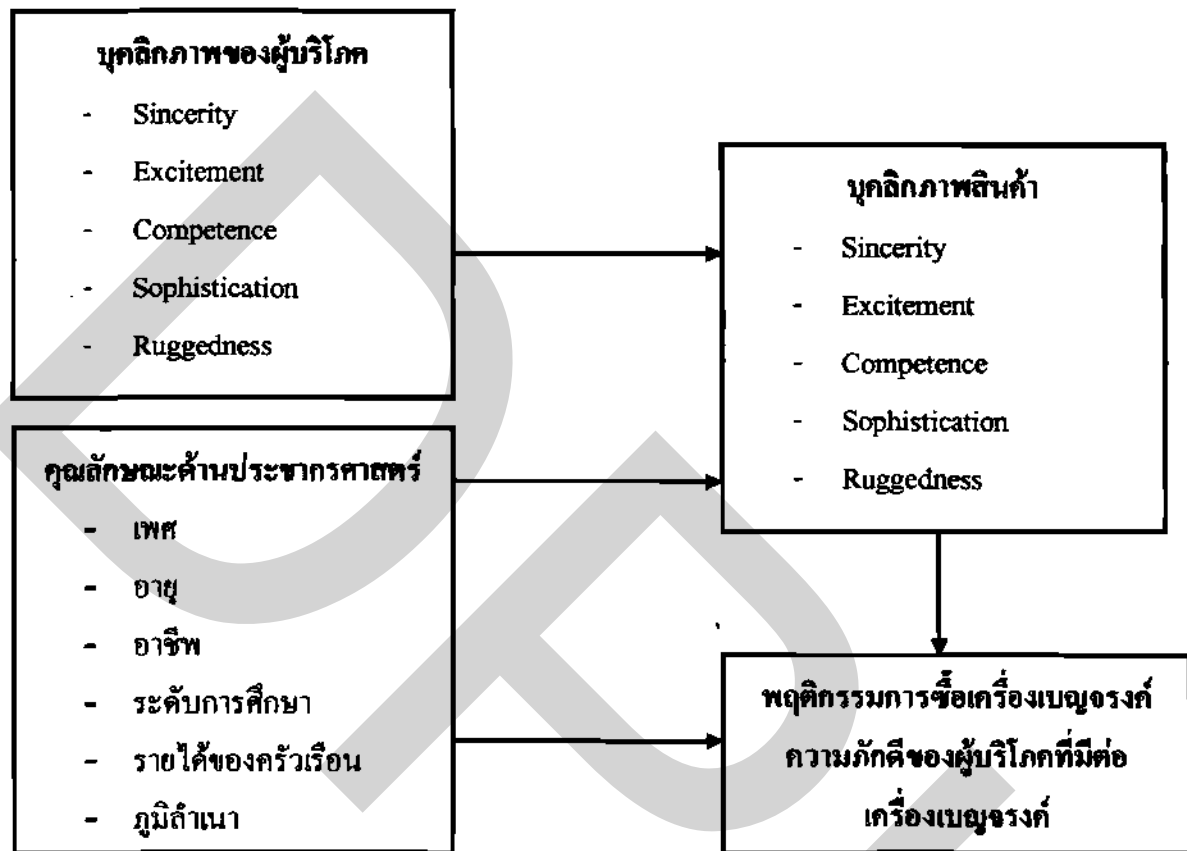 บุคลิกภาพของผู้บริโภค
- Sincerity
- Excitement
- Competence
- Sophistication
- Ruggedness
บุคลิกภาพสินค้า
- Sincerity
- Excitement
- Competence
- Sophistication
- Ruggedness
คุณลักษณะด้านประชากรศาสตร์
- เพศ
- อายุ
- อาชีพ
- ระดับการศึกษา
- รายได้ของครัวเรือน
- ภูมิลำเนา
พฤติกรรมการซื้อเครื่องเบญจรงค์
ความภักดีของผู้บริโภคที่มีต่อ
เครื่องเบญจรงค์